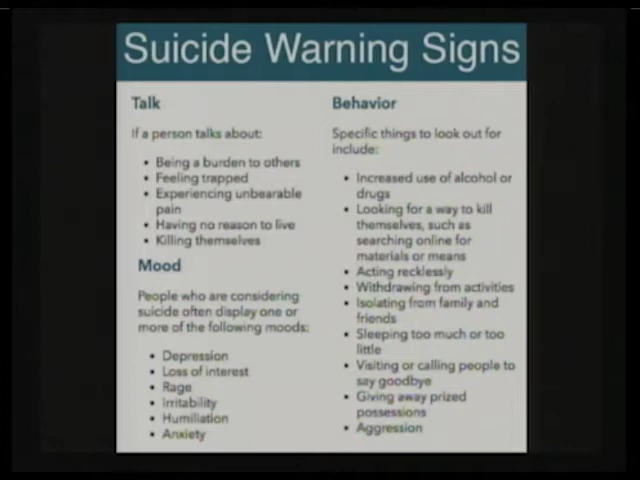 Suicide Warning Signs
Talk
If a person talks about:
• Being a burden to others
• Feeling trapped
• Experiencing unbearable
pain
• Having no reason to live
• Killing themselves
Mood
People who are considering
suicide often display one or
more of the following moods:
• Depression
• Loss of interest
• Rage
• Irritability
• Humiliation
• Anxiety
Behavior
Specific things to look out for
include:
• Increased use of alcohol or
drugs
• Looking for a way to kill
themselves, such as
searching online for
materials or means
• Acting recklessly
• Withdrawing from activities
• Isolating from family and
friends
• Sleeping too much or too
little
• Visiting or calling people to
say goodbye
• Giving away prized
possessions
• Aggression